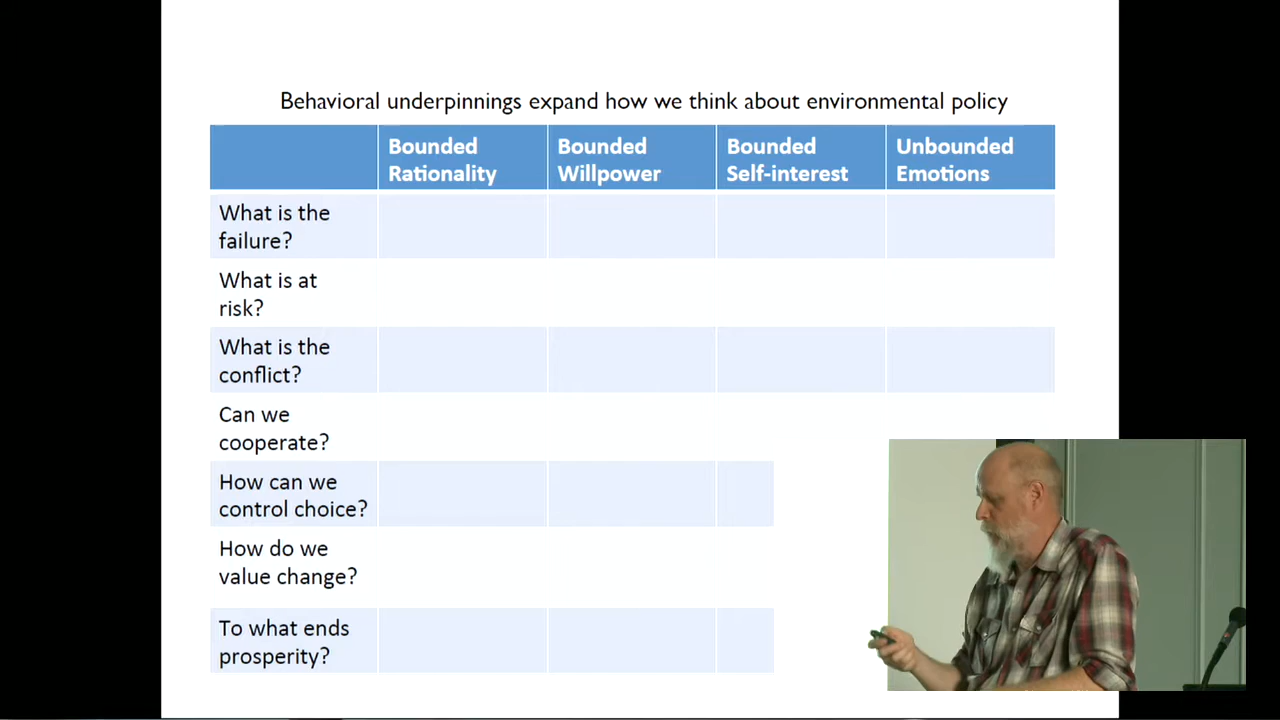 Behavioral underpinnings expand how we think about environmental policy
Bounded
Rationality
Bounded
Willpower
Bounded
Self-interest
Unbounded
Emotions
What is the
failure?
What is at
risk?
What is the
conflict?
Can we
cooperate?
How can we
control choice?
How do we
value change?
To what ends
prosperity?